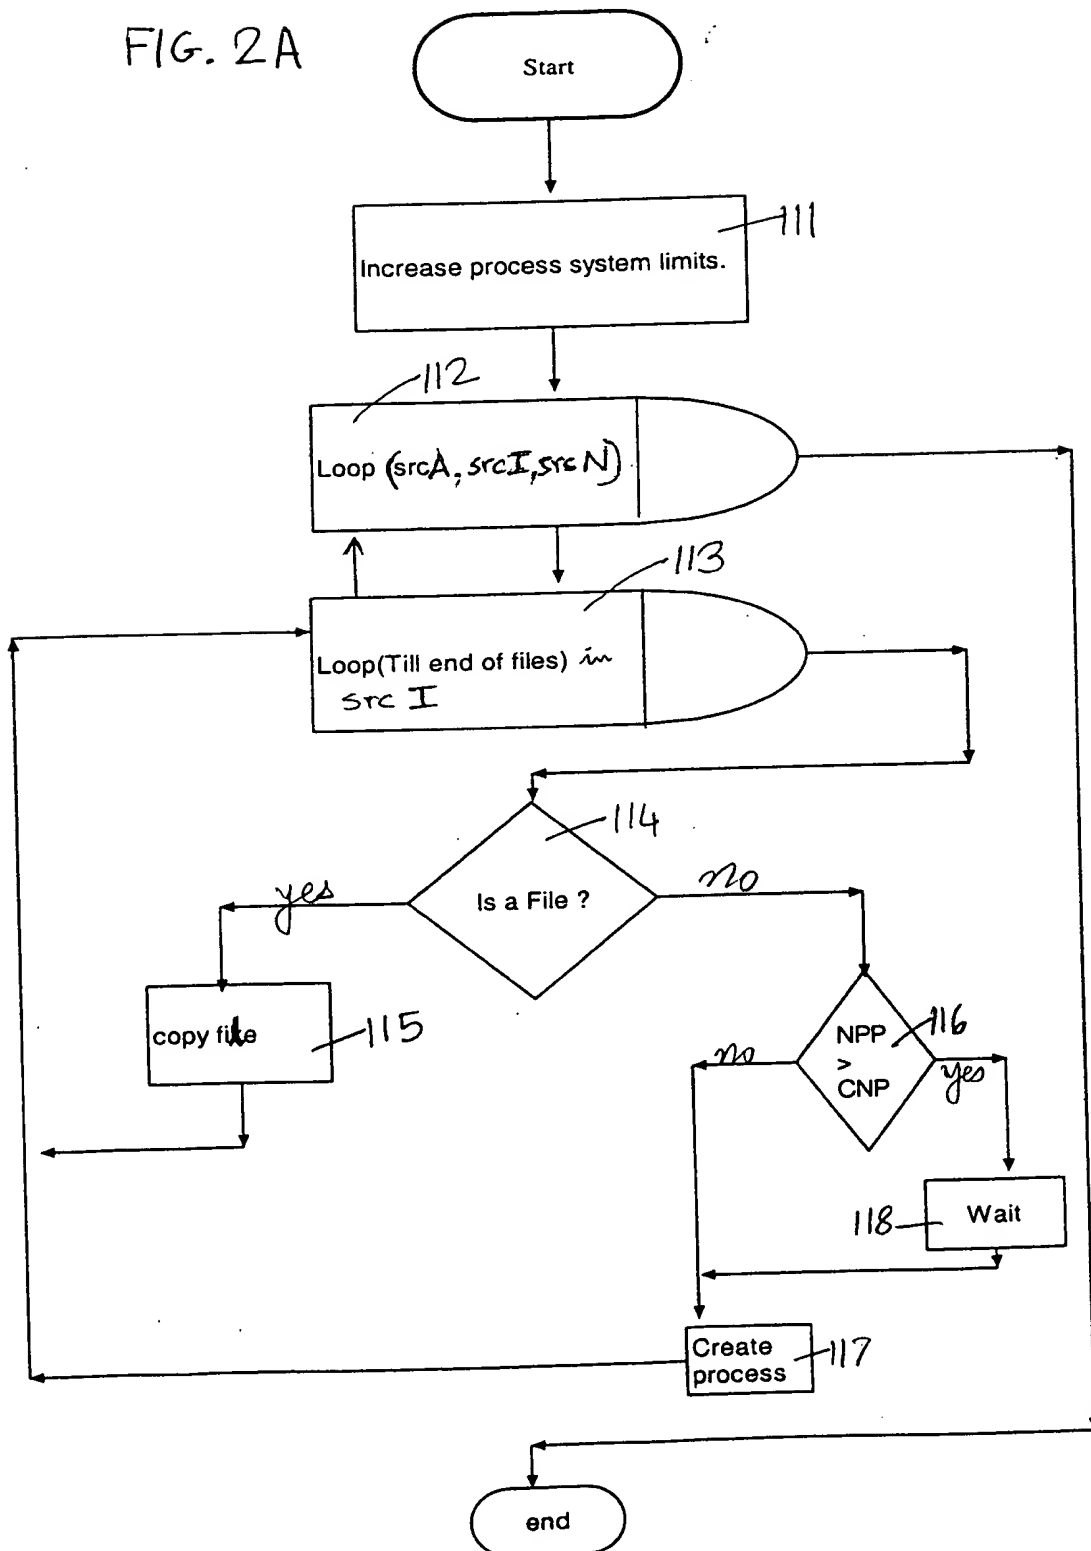 FIG. 2A
Start
111
Increase process system limits.
112
Loop (srcA, srcI, srcN)
113
Loop(Till end of files) in
src I
114
Is a File ?
yes
no
copy file
115
NPP
>
CNP
116
no
yes
118
Wait
Create
process
117
end